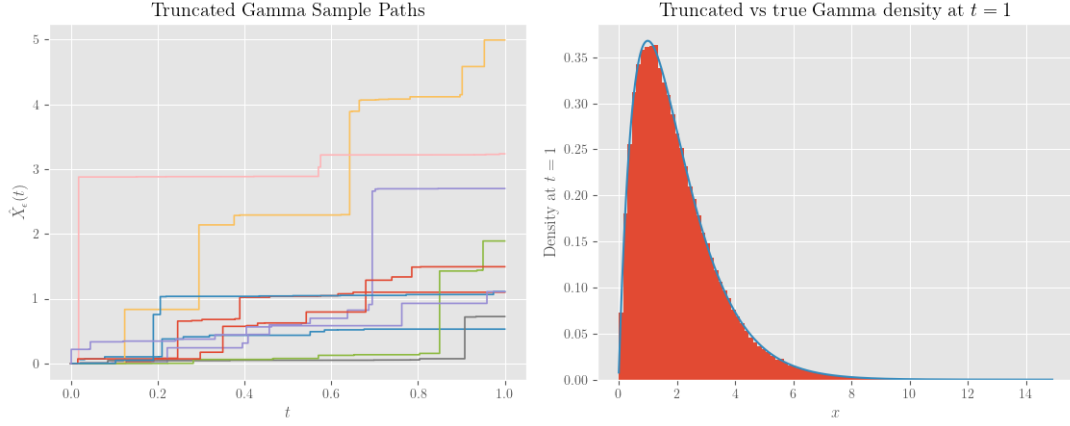 Truncated Gamma Sample Paths
5
4
3
2
1
0
X̂ϵ(t)
0.0 0.2 0.4 0.6 0.8 1.0
t
Truncated vs true Gamma density at t = 1
0.35
0.30
0.25
0.20
0.15
0.10
0.05
0.00
Density at t = 1
0 2 4 6 8 10 12 14
x